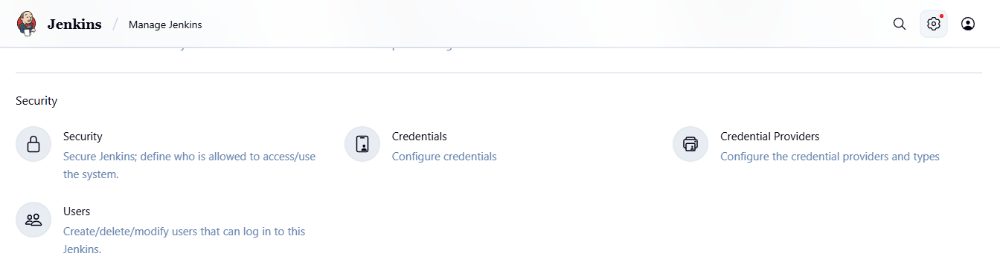 Jenkins / Manage Jenkins
Security
Security
Secure Jenkins; define who is allowed to access/use
the system.
Credentials
Configure credentials
Credential Providers
Configure the credential providers and types
Users
Create/delete/modify users that can log in to this
Jenkins.